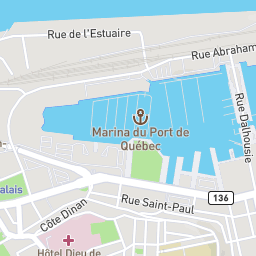 Rue de l'Estuaire
Rue Abraham
Marina du Port de
Québec
Rue Dalhousie
alais
136
Rue Saint-Paul
Côte Dinan
Hôtel Dieu de